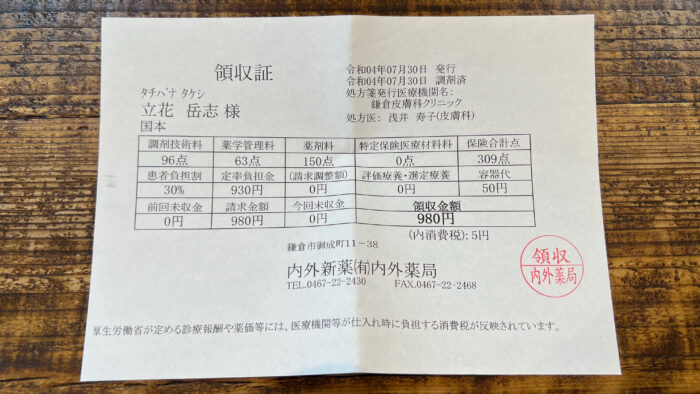 領収証
令和04年07月30日 発行
令和04年07月30日 調剤済
処方箋発行医療機関名:
鎌倉皮膚科クリニック
処方医: 浅井 寿子(皮膚科)
タチバナ タケシ
立花 岳志 様
国本
調剤技術料 薬学管理料 薬剤料 特定保険医療材料料 保険合計点
96点 63点 150点 0点 309点
患者負担割 定率負担金 (請求調整額) 評価療養・選定療養 容器代
30% 930円 0円 0円 50円
前回未収金 請求金額 今回未収金 領収金額
0円 980円 0円 980円
(内消費税): 5円
鎌倉市御成町11-38
内外新薬㈲内外薬局
TEL.0467-22-2430 FAX.0467-22-2468
領収
内外薬局
厚生労働省が定める診療報酬や薬価等には、医療機関等が仕入れ時に負担する消費税が反映されています。